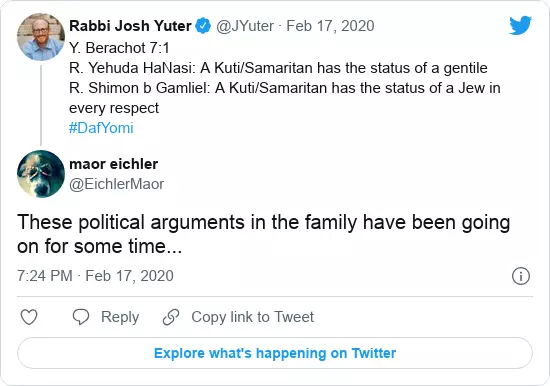 Rabbi Josh Yuter @JYuter · Feb 17, 2020
Y. Berachot 7:1
R. Yehuda HaNasi: A Kuti/Samaritan has the status of a gentile
R. Shimon b Gamliel: A Kuti/Samaritan has the status of a Jew in
every respect
#DafYomi
maor eichler
@EichlerMaor
These political arguments in the family have been going
on for some time...
7:24 PM · Feb 17, 2020
Reply Copy link to Tweet
Explore what's happening on Twitter